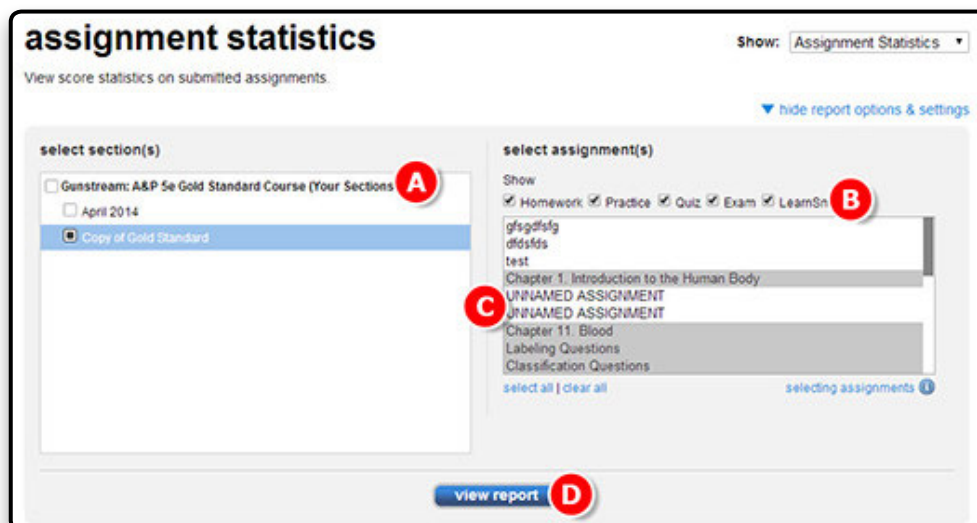 assignment statistics
Show: Assignment Statistics
View score statistics on submitted assignments.
hide report options & settings
select section(s)
Gunstream: A&P 5e Gold Standard Course (Your Sections
A
April 2014
Copy of Gold Standard
select assignment(s)
Show
Homework Practice Quiz Exam LearnSn
B
gfsgdfsfg
dfdsfds
test
Chapter 1. Introduction to the Human Body
C
UNNAMED ASSIGNMENT
UNNAMED ASSIGNMENT
Chapter 11. Blood
Labeling Questions
Classification Questions
select all | clear all
selecting assignments i
view report
D